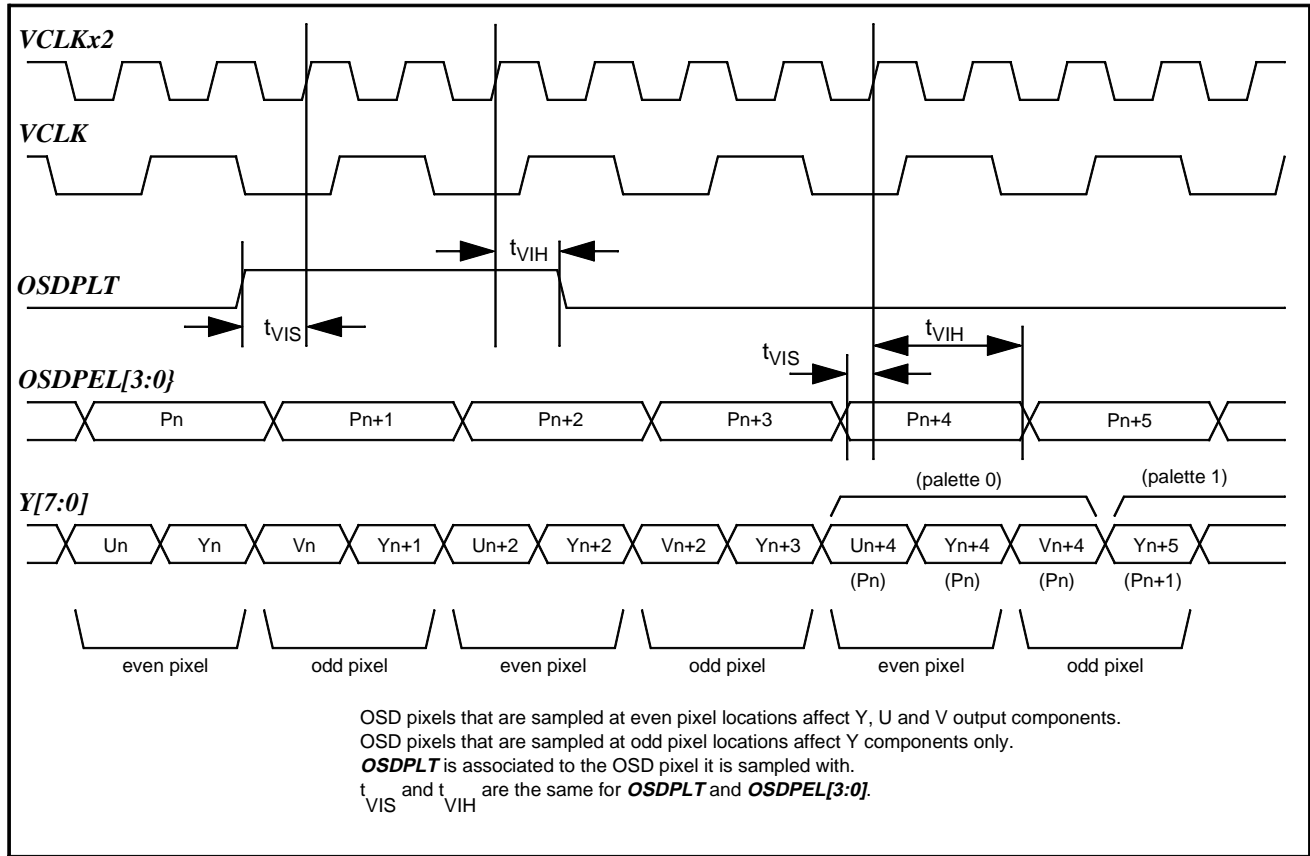 VCLKx2
VCLK
tVIH
OSDPLT
tVIS
tVIH
tVIS
OSDPEL[3:0}
Pn Pn+1 Pn+2 Pn+3 Pn+4 Pn+5
(palette 0) (palette 1)
Y[7:0]
Un Yn Vn Yn+1 Un+2 Yn+2 Vn+2 Yn+3 Un+4 Yn+4 Vn+4 Yn+5
(Pn) (Pn) (Pn) (Pn+1)
even pixel odd pixel even pixel odd pixel even pixel odd pixel
OSD pixels that are sampled at even pixel locations affect Y, U and V output components.
OSD pixels that are sampled at odd pixel locations affect Y components only.
OSDPLT is associated to the OSD pixel it is sampled with.
tVIS and tVIH are the same for OSDPLT and OSDPEL[3:0].